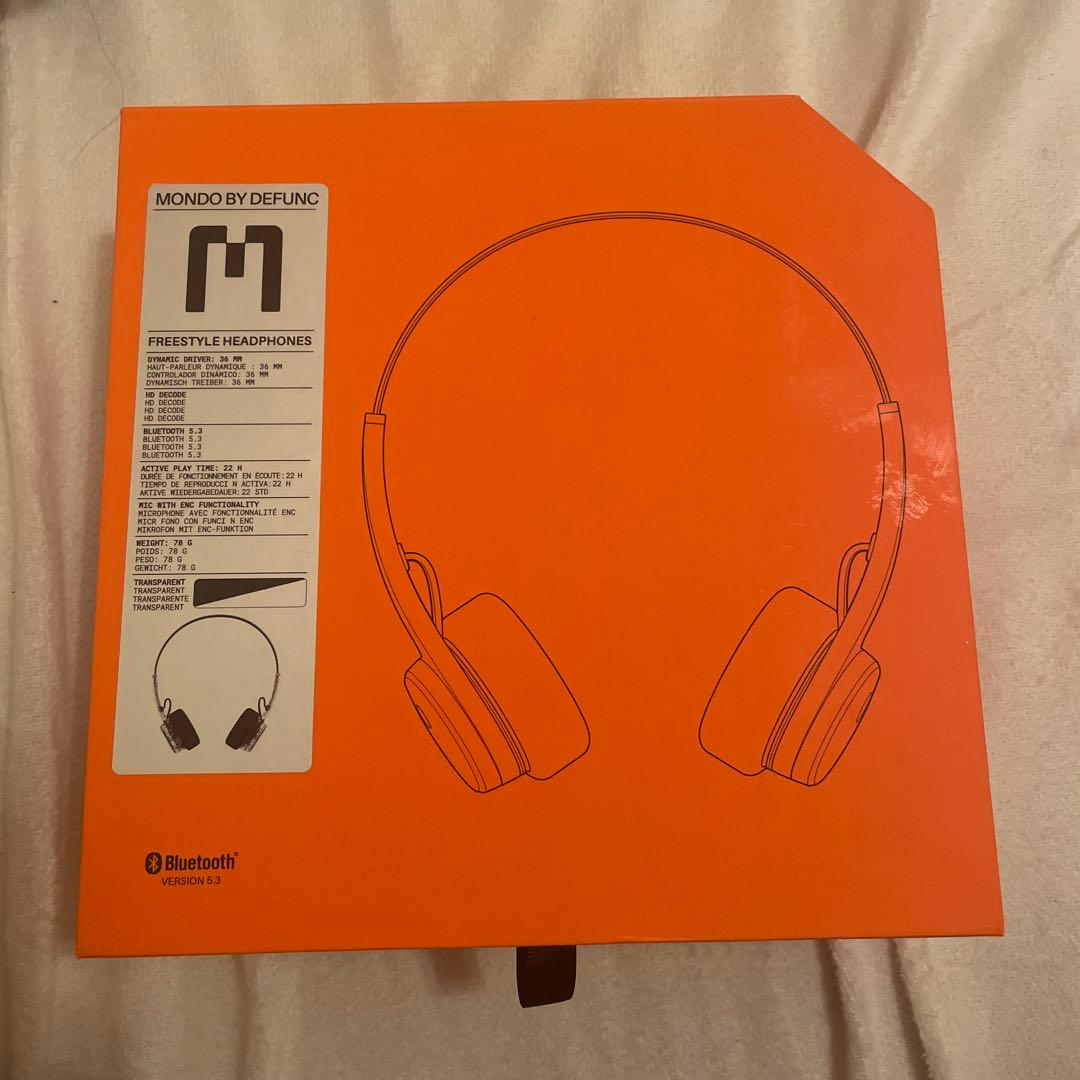 MONDO BY DEFUNC
M
FREESTYLE HEADPHONES
DYNAMIC DRIVER: 36 MM
HAUT-PARLEUR DYNAMIQUE : 36 MM
CONTROLADOR DINÁMICO: 36 MM
DYNAMISCH TREIBER: 36 MM
HD DECODE
HD DECODE
HD DECODE
HD DECODE
BLUETOOTH 5.3
BLUETOOTH 5.3
BLUETOOTH 5.3
BLUETOOTH 5.3
ACTIVE PLAY TIME: 22 H
DURÉE DE FONCTIONNEMENT EN ÉCOUTE:22 H
TIEMPO DE REPRODUCCI N ACTIVA:22 H
AKTIVE WIEDERGABEDAUER:22 STD
MIC WITH ENC FUNCTIONALITY
MICROPHONE AVEC FONCTIONNALITÉ ENC
MICR FONO CON FUNCI N ENC
MIKROFON MIT ENC-FUNKTION
WEIGHT: 78 G
POIDS: 78 G
PESO: 78 G
GEWICHT: 78 G
TRANSPARENT
TRANSPARENT
TRANSPARENTE
TRANSPARENT
Bluetooth®
VERSION 5.3